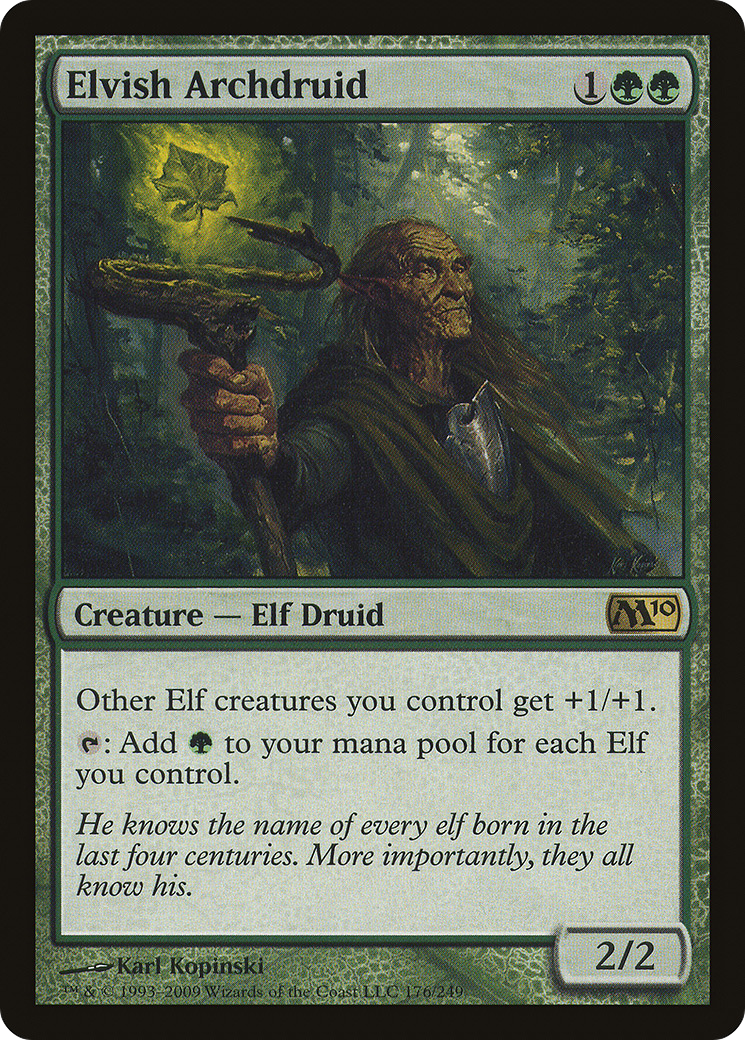 Elvish Archdruid 1
Creature — Elf Druid M10
Other Elf creatures you control get +1/+1.
: Add to your mana pool for each Elf
you control.
He knows the name of every elf born in the
last four centuries. More importantly, they all
know his.
2/2
Karl Kopinski
™ & © 1993–2009 Wizards of the Coast LLC 176/249